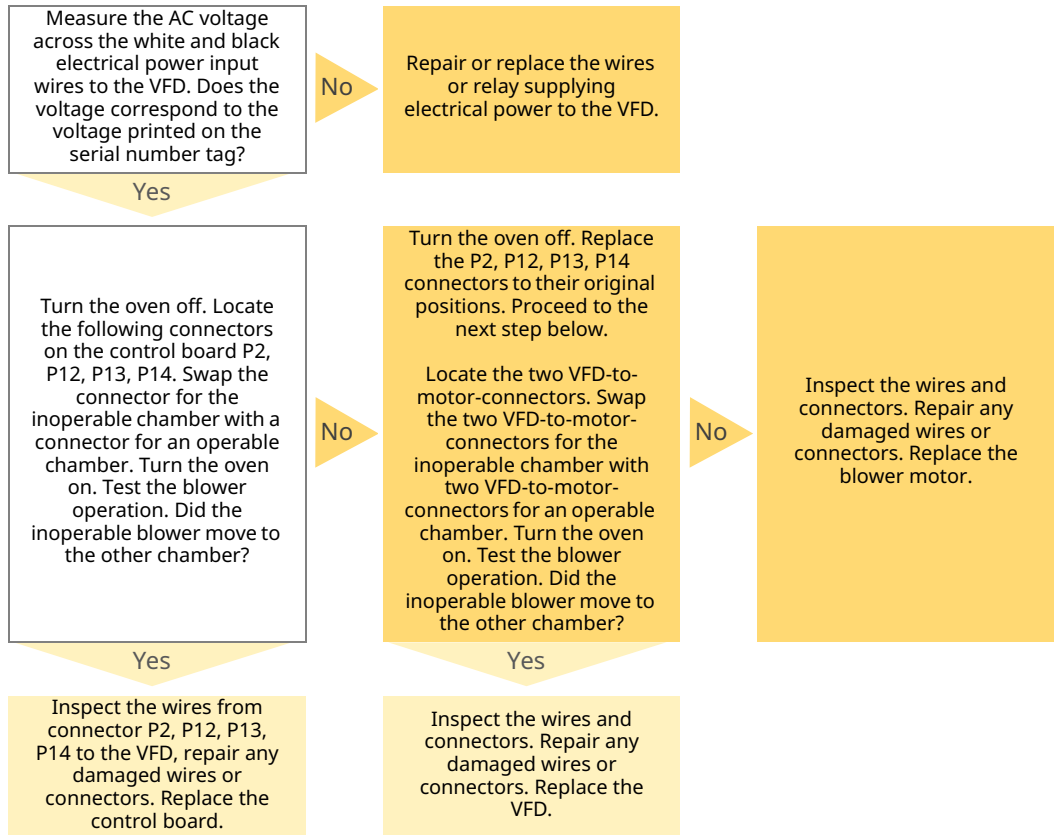 Measure the AC voltage
across the white and black
electrical power input
wires to the VFD. Does the
voltage correspond to the
voltage printed on the
serial number tag?
No
Repair or replace the wires
or relay supplying
electrical power to the VFD.
Yes
Turn the oven off. Locate
the following connectors
on the control board P2,
P12, P13, P14. Swap the
connector for the
inoperable chamber with a
connector for an operable
chamber. Turn the oven
on. Test the blower
operation. Did the
inoperable blower move to
the other chamber?
No
Turn the oven off. Replace
the P2, P12, P13, P14
connectors to their original
positions. Proceed to the
next step below.
Locate the two VFD-to-
motor-connectors. Swap
the two VFD-to-motor-
connectors for the
inoperable chamber with
two VFD-to-motor-
connectors for an operable
chamber. Turn the oven
on. Test the blower
operation. Did the
inoperable blower move to
the other chamber?
No
Inspect the wires and
connectors. Repair any
damaged wires or
connectors. Replace the
blower motor.
Yes
Yes
Inspect the wires from
connector P2, P12, P13,
P14 to the VFD, repair any
damaged wires or
connectors. Replace the
control board.
Inspect the wires and
connectors. Repair any
damaged wires or
connectors. Replace the
VFD.